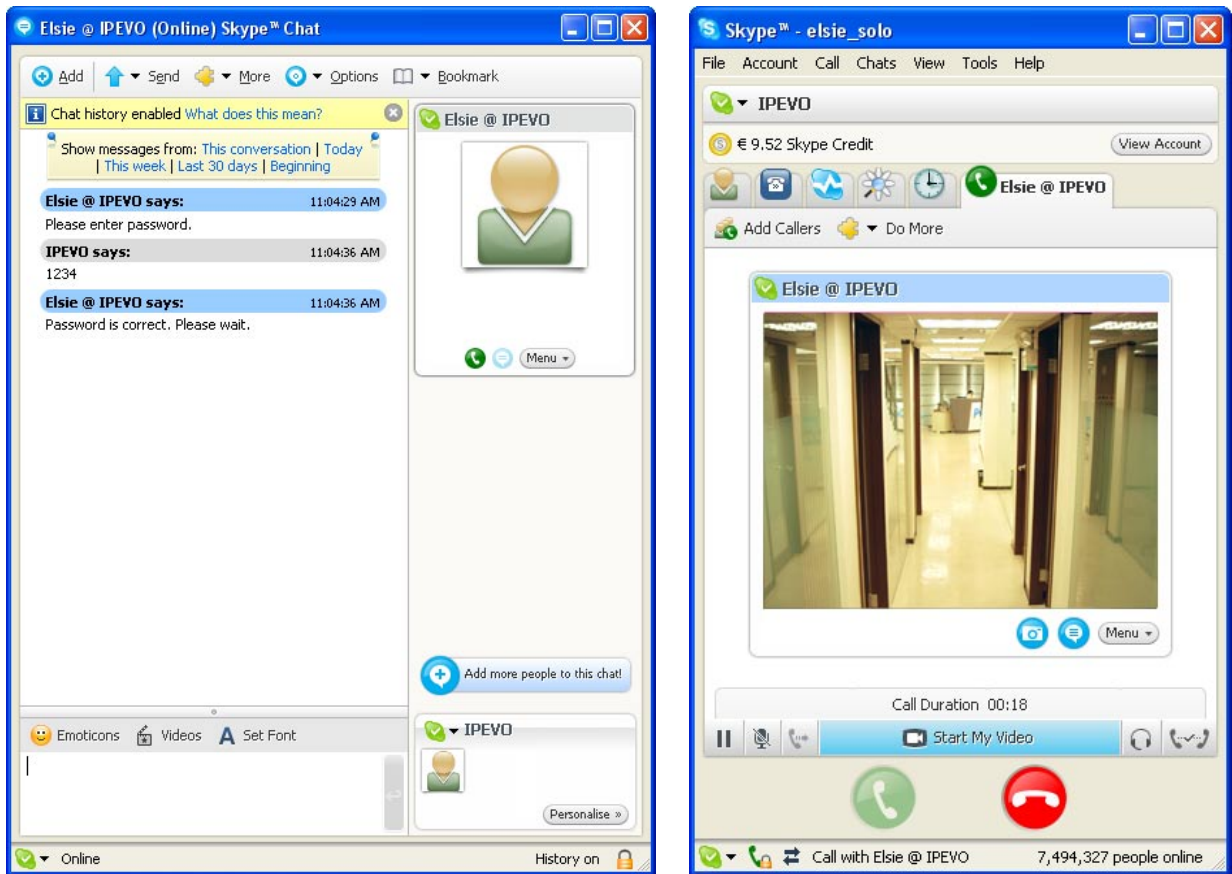 Elsie @ IPEVO (Online) Skype™ Chat
Add Send More Options Bookmark
Chat history enabled What does this mean?
Show messages from: This conversation | Today
| This week | Last 30 days | Beginning
Elsie @ IPEVO says: 11:04:29 AM
Please enter password.
IPEVO says: 11:04:36 AM
1234
Elsie @ IPEVO says: 11:04:36 AM
Password is correct. Please wait.
Elsie @ IPEVO
Menu
Add more people to this chat!
Emoticons Videos A Set Font
IPEVO
Personalise »
Online
History on
Skype™ - elsie_solo
File Account Call Chats View Tools Help
IPEVO
€ 9.52 Skype Credit View Account
Elsie @ IPEVO
Add Callers Do More
Elsie @ IPEVO
Menu
Call Duration 00:18
Start My Video
Call with Elsie @ IPEVO 7,494,327 people online